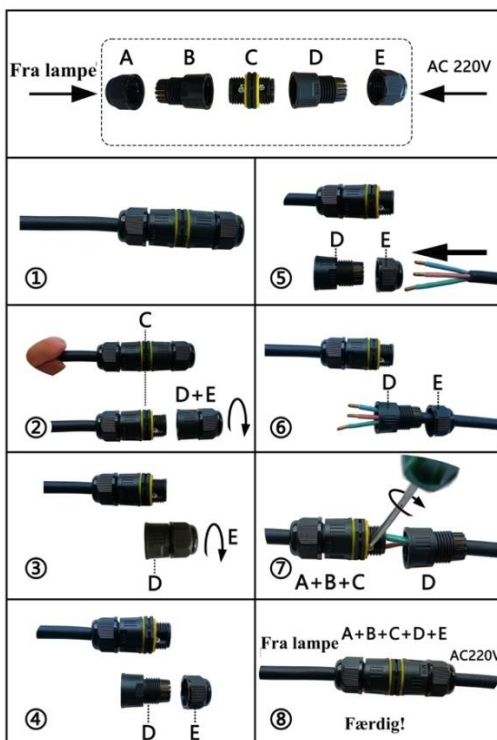 A B C D E
Fra lampe
AC 220V
①
C
D+E
②
E
D
③
D E
④
D E
⑤
D E
⑥
A+B+C D
⑦
Fra lampe
A+B+C+D+E
AC220V
⑧
Færdig!